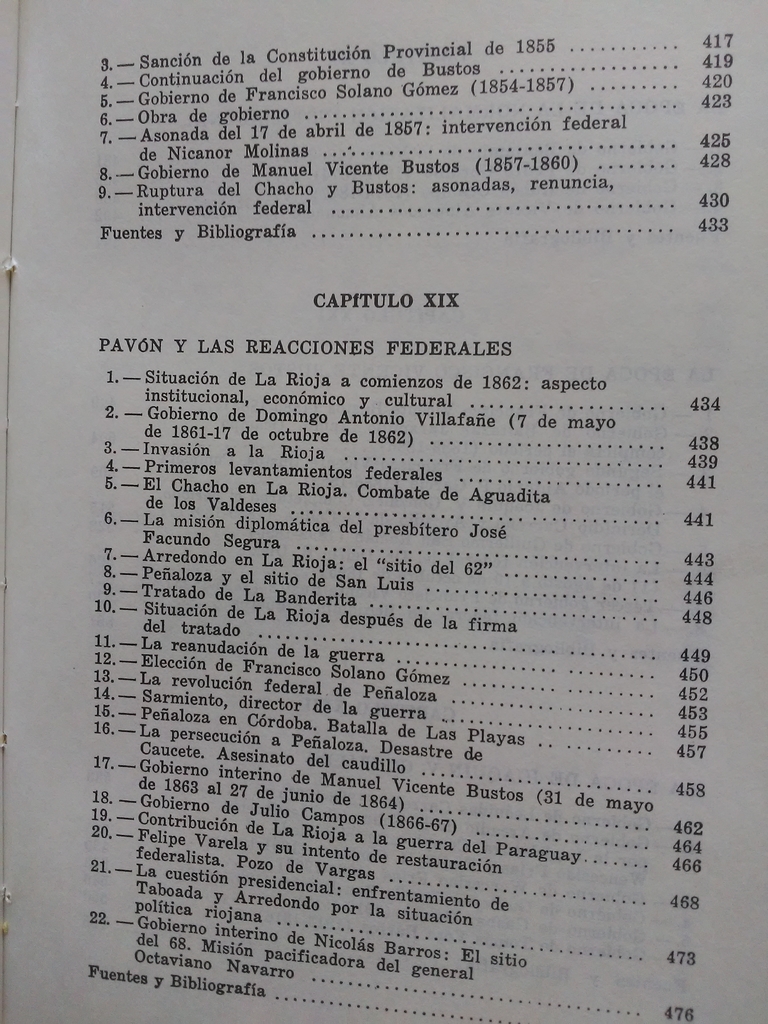 3. — Sanción de la Constitución Provincial de 1855 ........... 417
4. — Continuación del gobierno de Bustos .................. 419
5. — Gobierno de Francisco Solano Gómez (1854-1857) ......... 420
6. — Obra de gobierno ..................................... 423
7. — Asonada del 17 de abril de 1857: intervención federal
de Nicanor Molinas ................................... 425
8. — Gobierno de Manuel Vicente Bustos (1857-1860) ........ 428
9. — Ruptura del Chacho y Bustos: asonadas, renuncia,
intervención federal .................................. 430
Fuentes y Bibliografía .................................... 433
CAPÍTULO XIX
PAVÓN Y LAS REACCIONES FEDERALES
1. — Situación de La Rioja a comienzos de 1862: aspecto
institucional, económico y cultural .................... 434
2. — Gobierno de Domingo Antonio Villafañe (7 de mayo
de 1861-17 de octubre de 1862) ........................ 438
3. — Invasión a la Rioja .................................. 439
4. — Primeros levantamientos federales .................... 441
5. — El Chacho en La Rioja. Combate de Aguadita
de los Valdeses ...................................... 441
6. — La misión diplomática del presbítero José
Facundo Segura ...................................... 443
7. — Arredondo en La Rioja: el "sitio del 62" ............... 444
8. — Peñaloza y el sitio de San Luis ....................... 446
9. — Tratado de La Banderita .............................. 448
10. — Situación de La Rioja después de la firma
del tratado .......................................... 449
11. — La reanudación de la guerra .......................... 450
12. — Elección de Francisco Solano Gómez ................... 452
13. — La revolución federal de Peñaloza .................... 453
14. — Sarmiento, director de la guerra ..................... 455
15. — Peñaloza en Córdoba. Batalla de Las Playas ............ 457
16. — La persecución a Peñaloza. Desastre de
Caucete. Asesinato del caudillo ....................... 458
17. — Gobierno interino de Manuel Vicente Bustos (31 de mayo
de 1863 al 27 de junio de 1864) ....................... 462
18. — Gobierno de Julio Campos (1866-67) ................... 464
19. — Contribución de La Rioja a la guerra del Paraguay ....... 466
20. — Felipe Varela y su intento de restauración
federalista. Pozo de Vargas ........................... 468
21. — La cuestión presidencial: enfrentamiento de
Taboada y Arredondo por la situación
política riojana ...................................... 473
22. — Gobierno interino de Nicolás Barros: El sitio
del 68. Misión pacificadora del general
Octaviano Navarro .................................... 476
Fuentes y Bibliografía ....................................